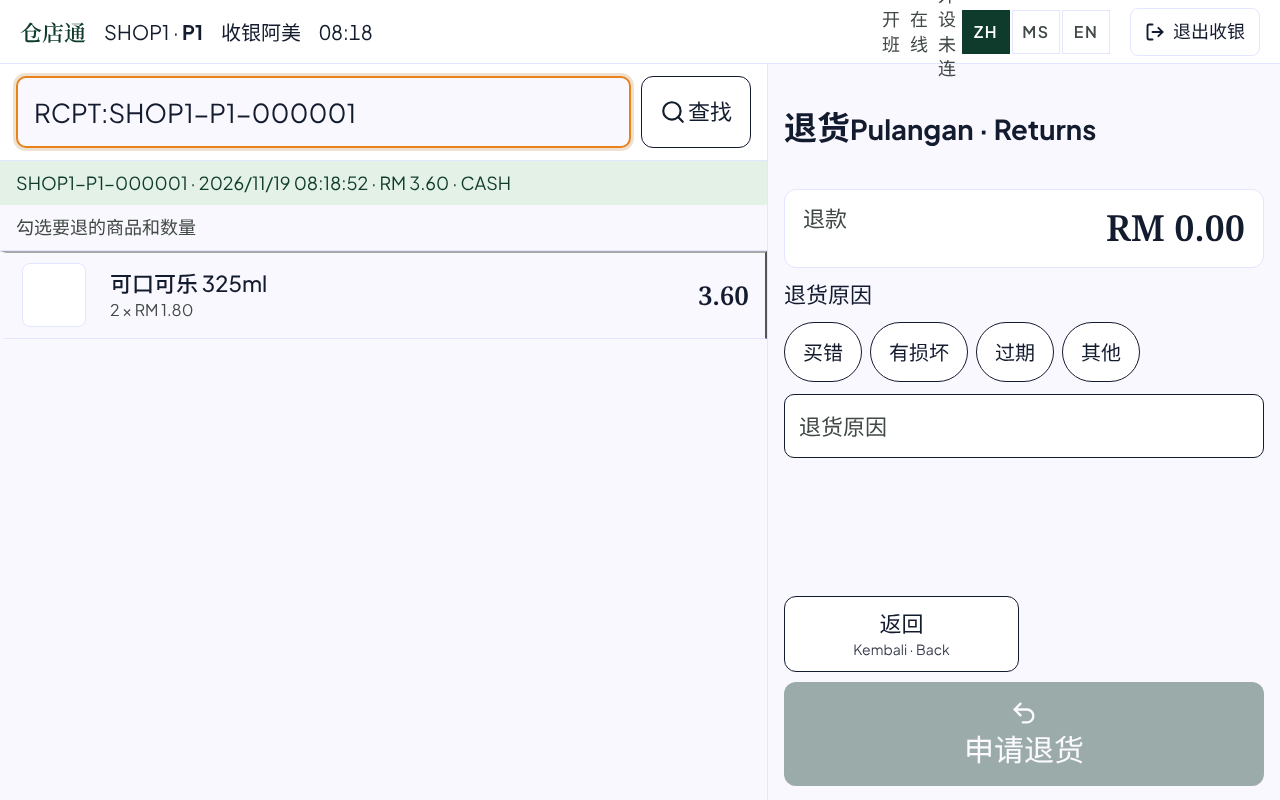 仓店通 SHOP1 · P1 收银阿美 08:18
开班 在线 外设未连 ZH MS EN 退出收银
RCPT:SHOP1-P1-000001 查找
SHOP1-P1-000001 · 2026/11/19 08:18:52 · RM 3.60 · CASH
勾选要退的商品和数量
可口可乐 325ml
2 × RM 1.80
3.60
退货Pulangan · Returns
退款 RM 0.00
退货原因
买错 有损坏 过期 其他
退货原因
返回
Kembali · Back
申请退货